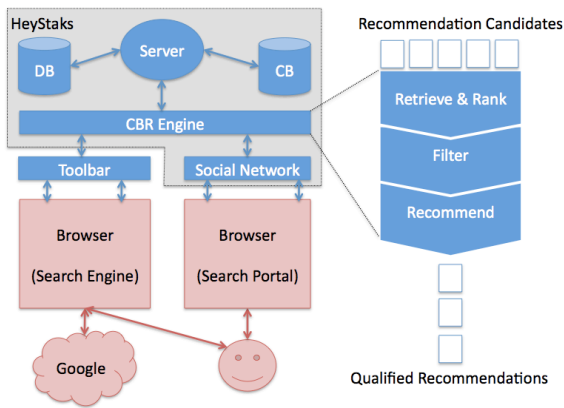 HeyStaks
Recommendation Candidates
Server
DB
CB
Retrieve & Rank
CBR Engine
Filter
Toolbar
Social Network
Recommend
Browser
(Search Engine)
Browser
(Search Portal)
Google
Qualified Recommendations